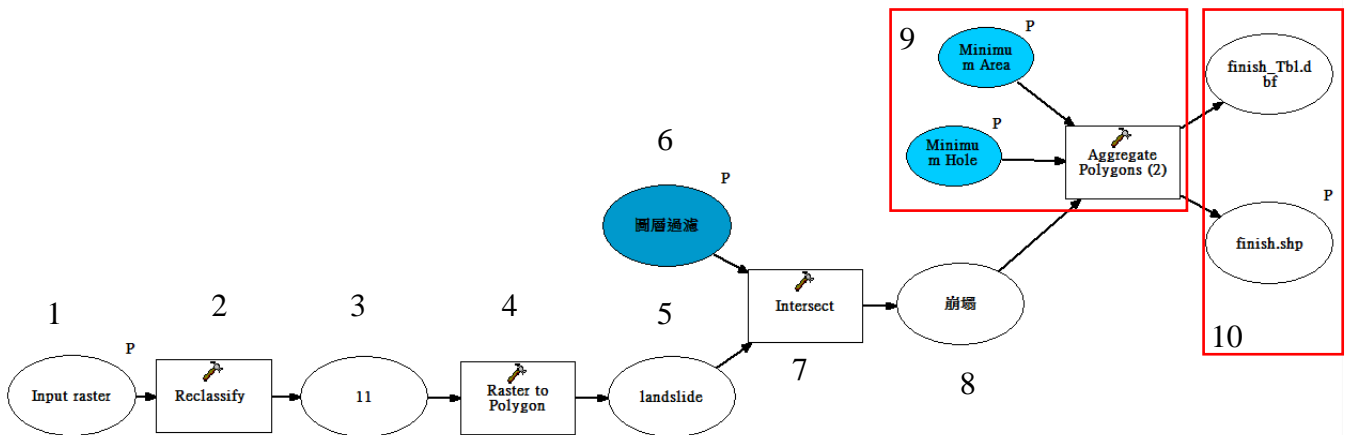 9
P
Minimu
m Area
P
Minimu
m Hole
Aggregate
Polygons (2)
finish_Tbl.d
bf
P
finish.shp
10
6
P
圖層過濾
Intersect
7
崩塌
8
1
P
Input raster
2
Reclassify
3
11
4
Raster to
Polygon
5
landslide